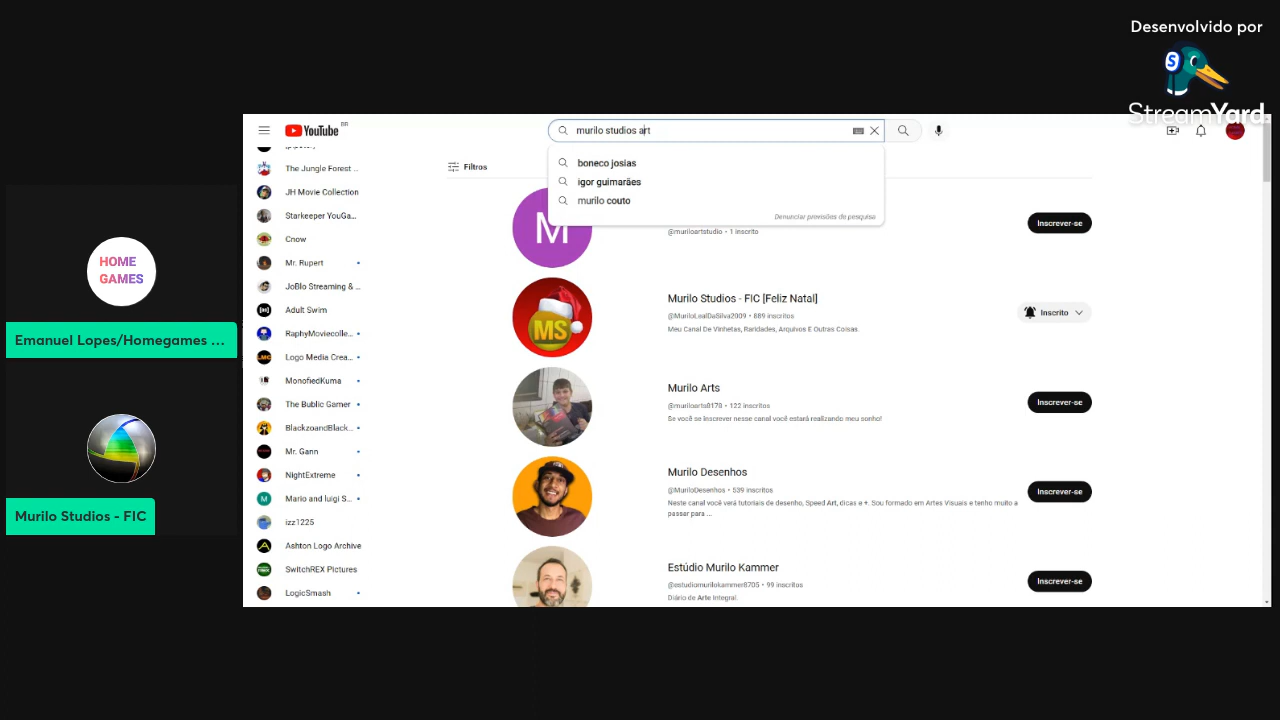 Desenvolvido por
StreamYard.
YouTube BR
murilo studios art
boneco josias
igor guimarães
murilo couto
Denunciar previsões de pesquisa
Filtros
The Jungle Forest ...
JH Movie Collection
Starkeeper YouGa...
Cnow
Mr. Rupert
JoBlo Streaming & ...
Adult Swim
RaphyMoviecolle...
Logo Media Crea...
MonofiedKuma
The Bublic Gamer
BlackzoandBlack...
Mr. Gann
NightExtreme
Mario and luigi S...
izz1225
Ashton Logo Archive
SwitchREX Pictures
LogicSmash
M
@muriloartstudio • 1 inscrito
Inscrever-se
MS
Murilo Studios - FIC [Feliz Natal]
@MuriloLealDaSilva2009 • 889 inscritos
Meu Canal De Vinhetas, Raridades, Arquivos E Outras Coisas.
Inscrito
Murilo Arts
@muriloarts8178 • 122 inscritos
Se você se inscrever nesse canal você estará realizando meu sonho!
Inscrever-se
Murilo Desenhos
@MuriloDesenhos • 539 inscritos
Neste canal você verá tutoriais de desenho, Speed Art, dicas e +. Sou formado em Artes Visuais e tenho muito a
passar para ...
Inscrever-se
Estúdio Murilo Kammer
@estudiomurilokammer8705 • 99 inscritos
Diário de Arte Integral.
Inscrever-se
HOME
GAMES
Emanuel Lopes/Homegames ...
Murilo Studios - FIC